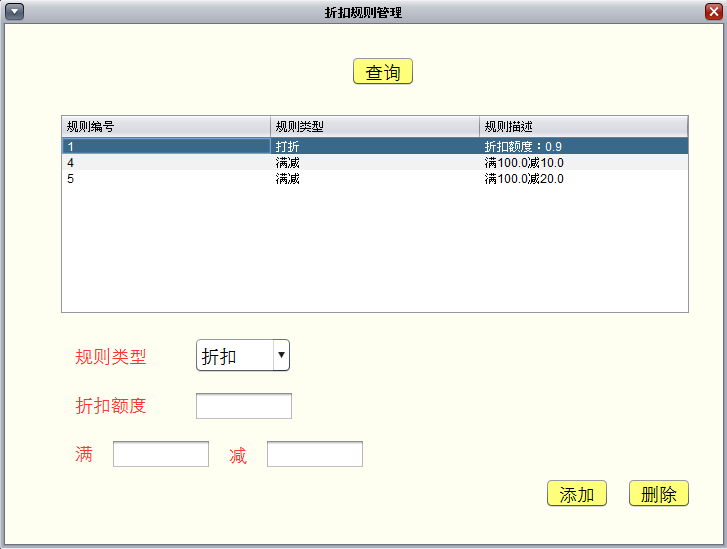 折扣规则管理
查询
规则编号 规则类型 规则描述
1 打折 折扣额度：0.9
4 满减 满100.0减10.0
5 满减 满100.0减20.0
规则类型 折扣
折扣额度
满 减
添加 删除